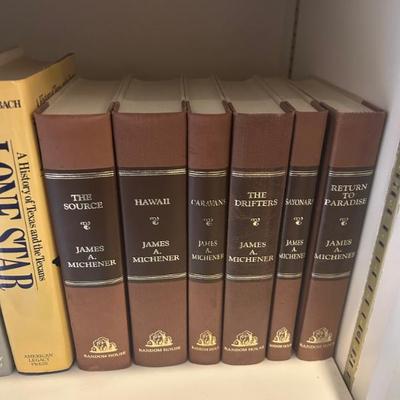 BACH
A History of Texas and the Texans
LONE STAR
AMERICAN
LEGACY
PRESS
THE
SOURCE
JAMES
A.
MICHENER
RANDOM HOUSE
HAWAII
JAMES
A.
MICHENER
RANDOM HOUSE
CARAVANS
JAMES
A.
MICHENER
RANDOM HOUSE
THE
DRIFTERS
JAMES
A.
MICHENER
RANDOM HOUSE
SAYONARA
JAMES
A.
MICHENER
RANDOM HOUSE
RETURN
TO
PARADISE
JAMES
A.
MICHENER
RANDOM HOUSE